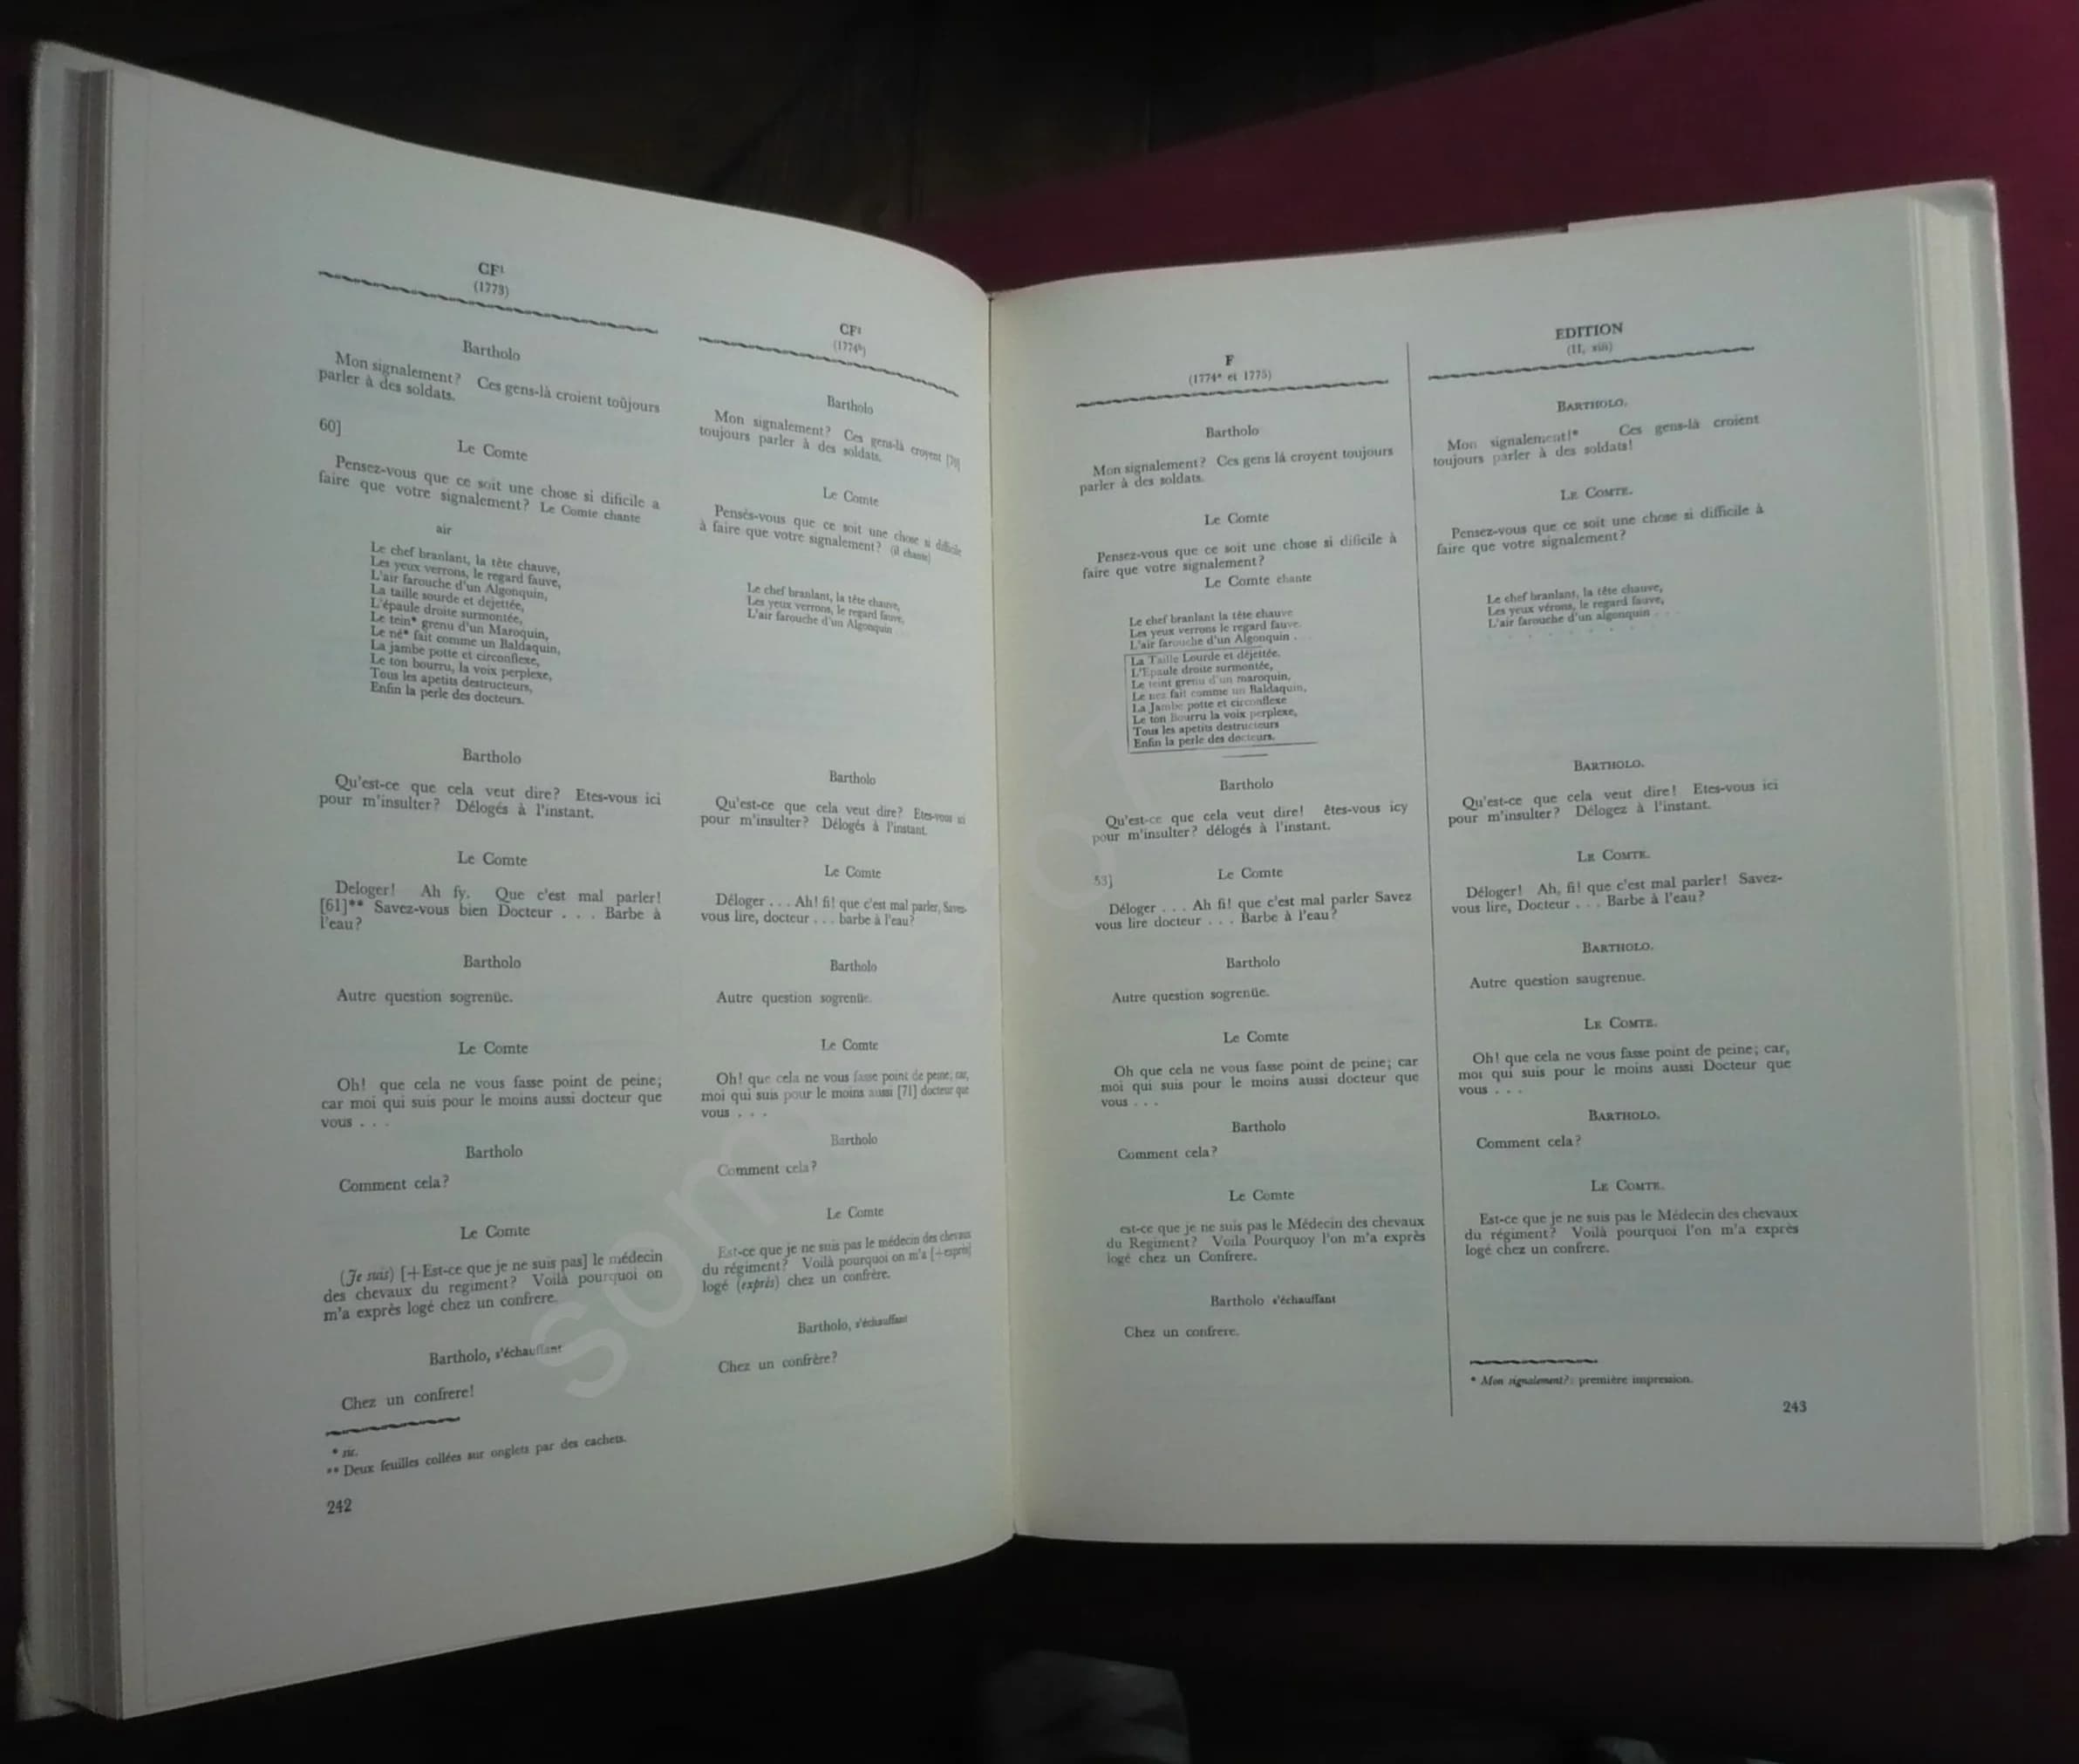 CF¹
(1773)
Bartholo
Mon signalement? Ces gens-là croient toûjours
parler à des soldats.
60]
Le Comte
Pensez-vous que ce soit une chose si dificile a
faire que votre signalement? Le Comte chante
air
Le chef branlant, la tête chauve,
Les yeux verrons, le regard fauve,
L'air farouche d'un Algonquin,
La taille sourde et dejettée,
L'épaule droite surmontée,
Le tein* grenu d'un Maroquin,
Le né* fait comme un Baldaquin,
La jambe potte et circonflexe,
Le ton bourru, la voix perplexe,
Tous les apetits destructeurs,
Enfin la perle des docteurs.
Bartholo
Qu'est-ce que cela veut dire? Etes-vous ici
pour m'insulter? Délogés à l'instant.
Le Comte
Deloger! Ah fy. Que c'est mal parler!
[61]** Savez-vous bien Docteur . . . Barbe à
l'eau?
Bartholo
Autre question sogrenüe.
Le Comte
Oh! que cela ne vous fasse point de peine;
car moi qui suis pour le moins aussi docteur que
vous . . .
Bartholo
Comment cela?
Le Comte
(Je suis) [+Est-ce que je ne suis pas] le médecin
des chevaux du regiment? Voilà pourquoi on
m'a exprès logé chez un confrere.
Bartholo, s'échauffant
Chez un confrere!
* sic.
** Deux feuilles collées sur onglets par des cachets.
242
CF²
(1774ᵇ)
Bartholo
Mon signalement? Ces gens-là croyent [70]
toujours parler à des soldats.
Le Comte
Pensés-vous que ce soit une chose si difficile
à faire que votre signalement? (il chante)
Le chef branlant, la tête chauve,
Les yeux verrons, le regard fauve,
L'air farouche d'un Algonquin
Bartholo
Qu'est-ce que cela veut dire? Etes-vous ici
pour m'insulter? Délogés à l'instant.
Le Comte
Déloger . . . Ah! fi! que c'est mal parler, Savez-
vous lire, docteur . . . barbe à l'eau?
Bartholo
Autre question sogrenüe.
Le Comte
Oh! que cela ne vous fasse point de peine; car,
moi qui suis pour le moins aussi [71] docteur que
vous . . .
Bartholo
Comment cela?
Le Comte
Est-ce que je ne suis pas le médecin des chevaux
du régiment? Voilà pourquoi on m'a [+exprès]
logé (exprès) chez un confrère.
Bartholo, s'échauffant
Chez un confrère?
F
(1774ᵃ et 1775)
Bartholo
Mon signalement? Ces gens lá croyent toujours
parler à des soldats.
Le Comte
Pensez-vous que ce soit une chose si dificile à
faire que votre signalement?
Le Comte chante
Le chef branlant la tête chauve
Les yeux verrons le regard fauve.
L'air farouche d'un Algonquin .
La Taille Lourde et déjettée.
L'Epaule droite surmontée,
Le teint grenu d'un maroquin,
Le nez fait comme un Baldaquin,
La Jambe potte et circonflexe
Le ton Bourru la voix perplexe,
Tous les apetits destructeurs
Enfin la perle des docteurs.
Bartholo
Qu'est-ce que cela veut dire! êtes-vous icy
pour m'insulter? délogés à l'instant.
53]
Le Comte
Déloger . . . Ah fi! que c'est mal parler Savez
vous lire docteur . . . Barbe à l'eau?
Bartholo
Autre question sogrenüe.
Le Comte
Oh que cela ne vous fasse point de peine; car
moi qui suis pour le moins aussi docteur que
vous . . .
Bartholo
Comment cela?
Le Comte
est-ce que je ne suis pas le Médecin des chevaux
du Regiment? Voila Pourquoy l'on m'a exprès
logé chez un Confrere.
Bartholo s'échauffant
Chez un confrere.
EDITION
(II, xiii)
BARTHOLO.
Mon signalement!* Ces gens-là croient
toujours parler à des soldats!
LE COMTE.
Pensez-vous que ce soit une chose si difficile à
faire que votre signalement?
Le chef branlant, la tête chauve,
Les yeux vérons, le regard fauve,
L'air farouche d'un algonquin . . .
. . . . . . .
BARTHOLO.
Qu'est-ce que cela veut dire! Etes-vous ici
pour m'insulter? Délogez à l'instant.
LE COMTE.
Déloger! Ah, fi! que c'est mal parler! Savez-
vous lire, Docteur . . . Barbe à l'eau?
BARTHOLO.
Autre question saugrenue.
LE COMTE.
Oh! que cela ne vous fasse point de peine; car,
moi qui suis pour le moins aussi Docteur que
vous . . .
BARTHOLO.
Comment cela?
LE COMTE.
Est-ce que je ne suis pas le Médecin des chevaux
du régiment? Voilà pourquoi l'on m'a exprès
logé chez un confrere.
* Mon signalement?: première impression.
243